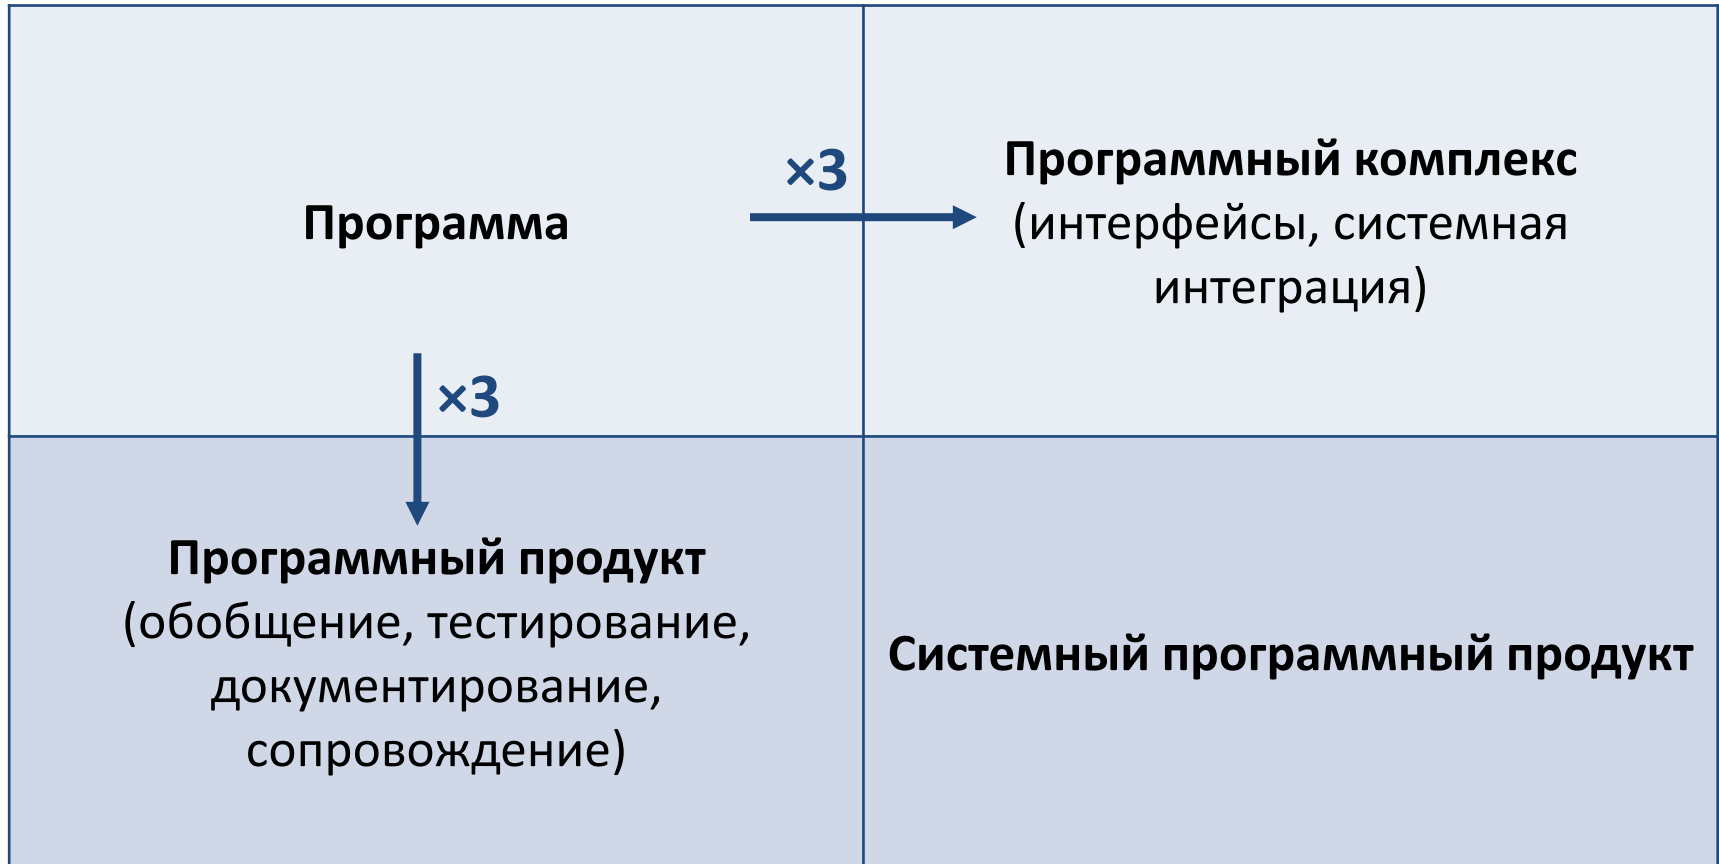 Программа
×3
Программный комплекс
(интерфейсы, системная
интеграция)
×3
Программный продукт
(обобщение, тестирование,
документирование,
сопровождение)
Системный программный продукт